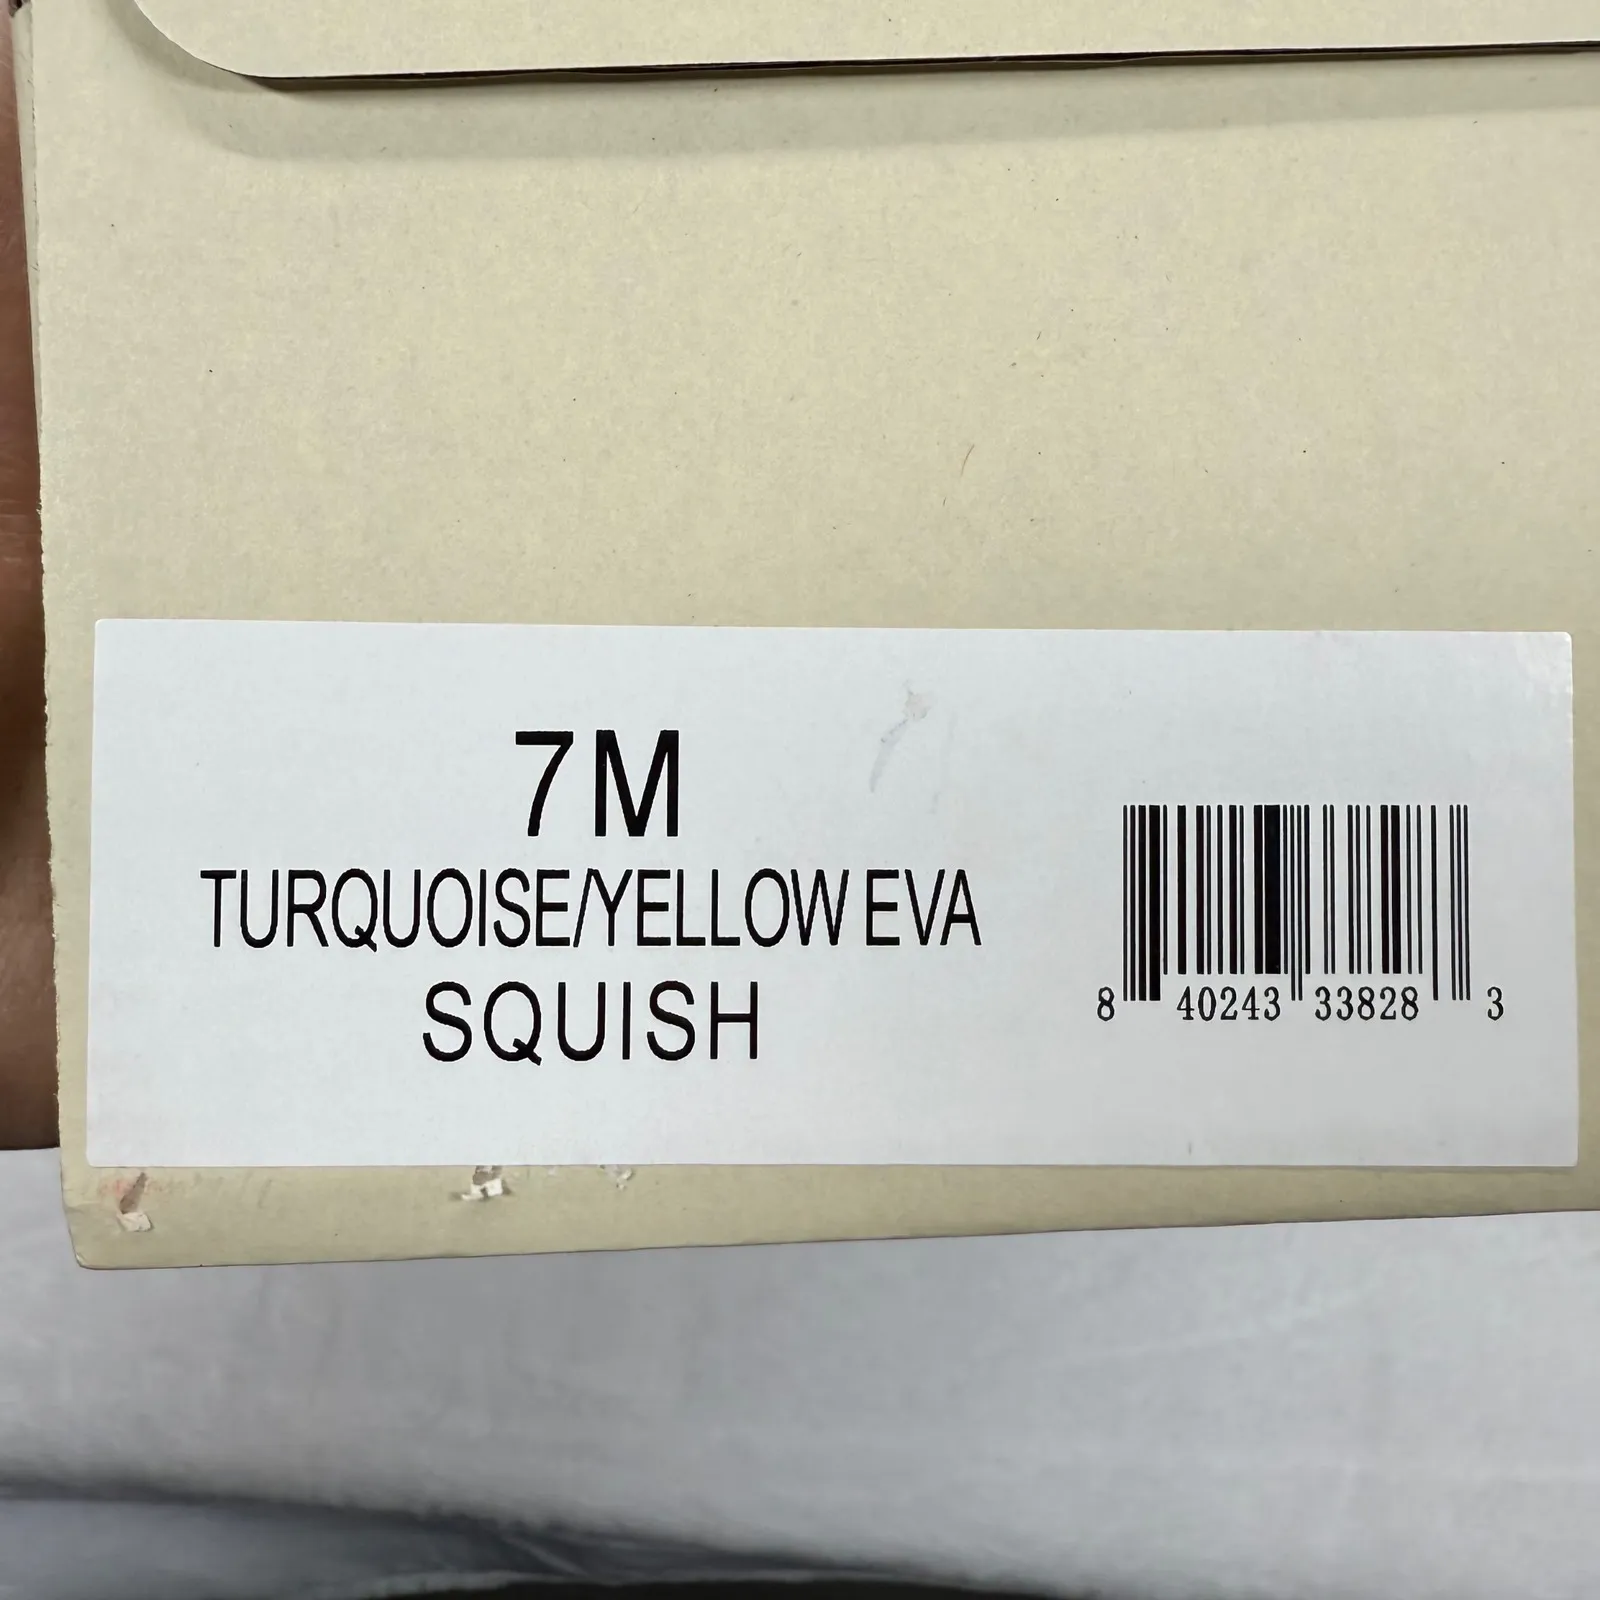 7M
TURQUOISE/YELLOW EVA
SQUISH
8 40243 33828 3